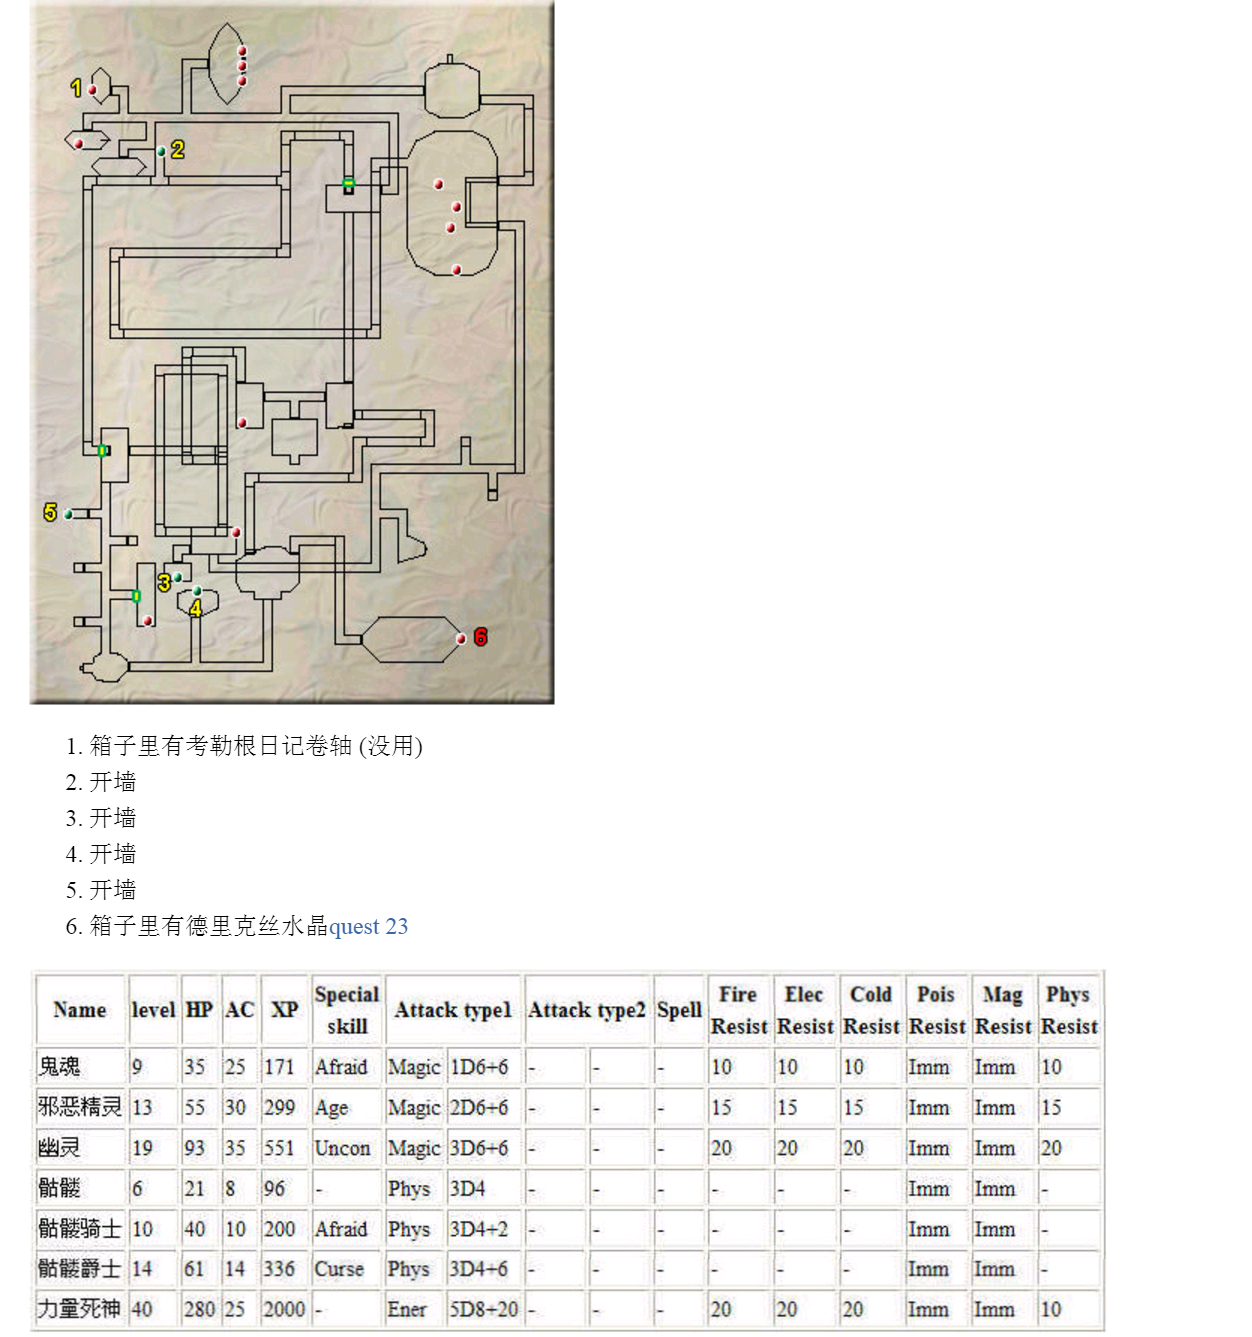 1
2
5
3
4
6
1. 箱子里有考勒根日记卷轴 (没用)
2. 开墙
3. 开墙
4. 开墙
5. 开墙
6. 箱子里有德里克丝水晶quest 23
Name level HP AC XP Special skill Attack type1 Attack type2 Spell Fire Resist Elec Resist Cold Resist Pois Resist Mag Resist Phys Resist
鬼魂 9 35 25 171 Afraid Magic 1D6+6 - - - 10 10 10 Imm Imm 10
邪恶精灵 13 55 30 299 Age Magic 2D6+6 - - - 15 15 15 Imm Imm 15
幽灵 19 93 35 551 Uncon Magic 3D6+6 - - - 20 20 20 Imm Imm 20
骷髅 6 21 8 96 - Phys 3D4 - - - - - - Imm Imm -
骷髅骑士 10 40 10 200 Afraid Phys 3D4+2 - - - - - - Imm Imm -
骷髅爵士 14 61 14 336 Curse Phys 3D4+6 - - - - - - Imm Imm -
力量死神 40 280 25 2000 - Ener 5D8+20 - - - 20 20 20 Imm Imm 10